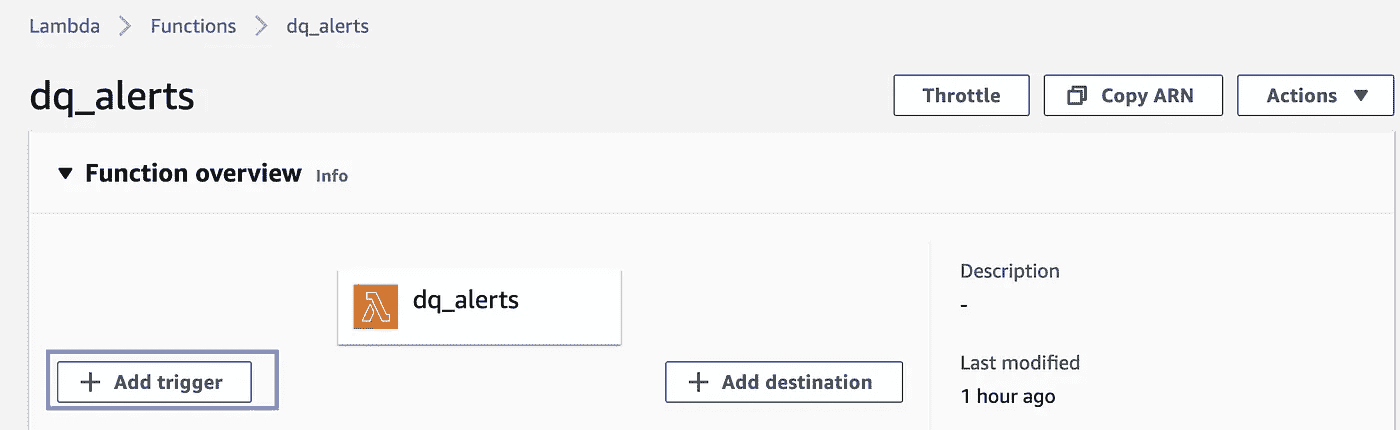 Lambda > Functions > dq_alerts
dq_alerts
Throttle
Copy ARN
Actions
Function overview Info
dq_alerts
Description
-
Last modified
1 hour ago
+ Add trigger
+ Add destination